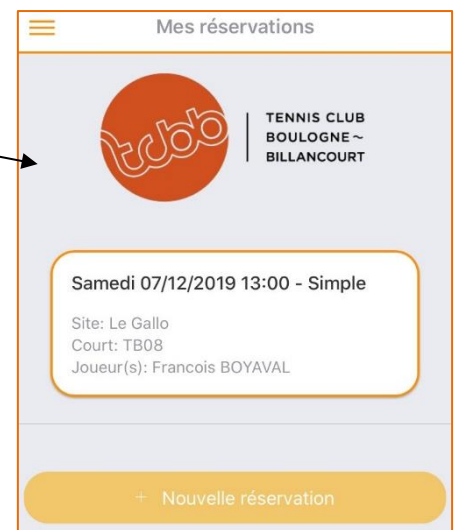 Mes réservations
tcbb
TENNIS CLUB
BOULOGNE ~
BILLANCOURT
Samedi 07/12/2019 13:00 - Simple
Site: Le Gallo
Court: TB08
Joueur(s): Francois BOYAVAL
+ Nouvelle réservation